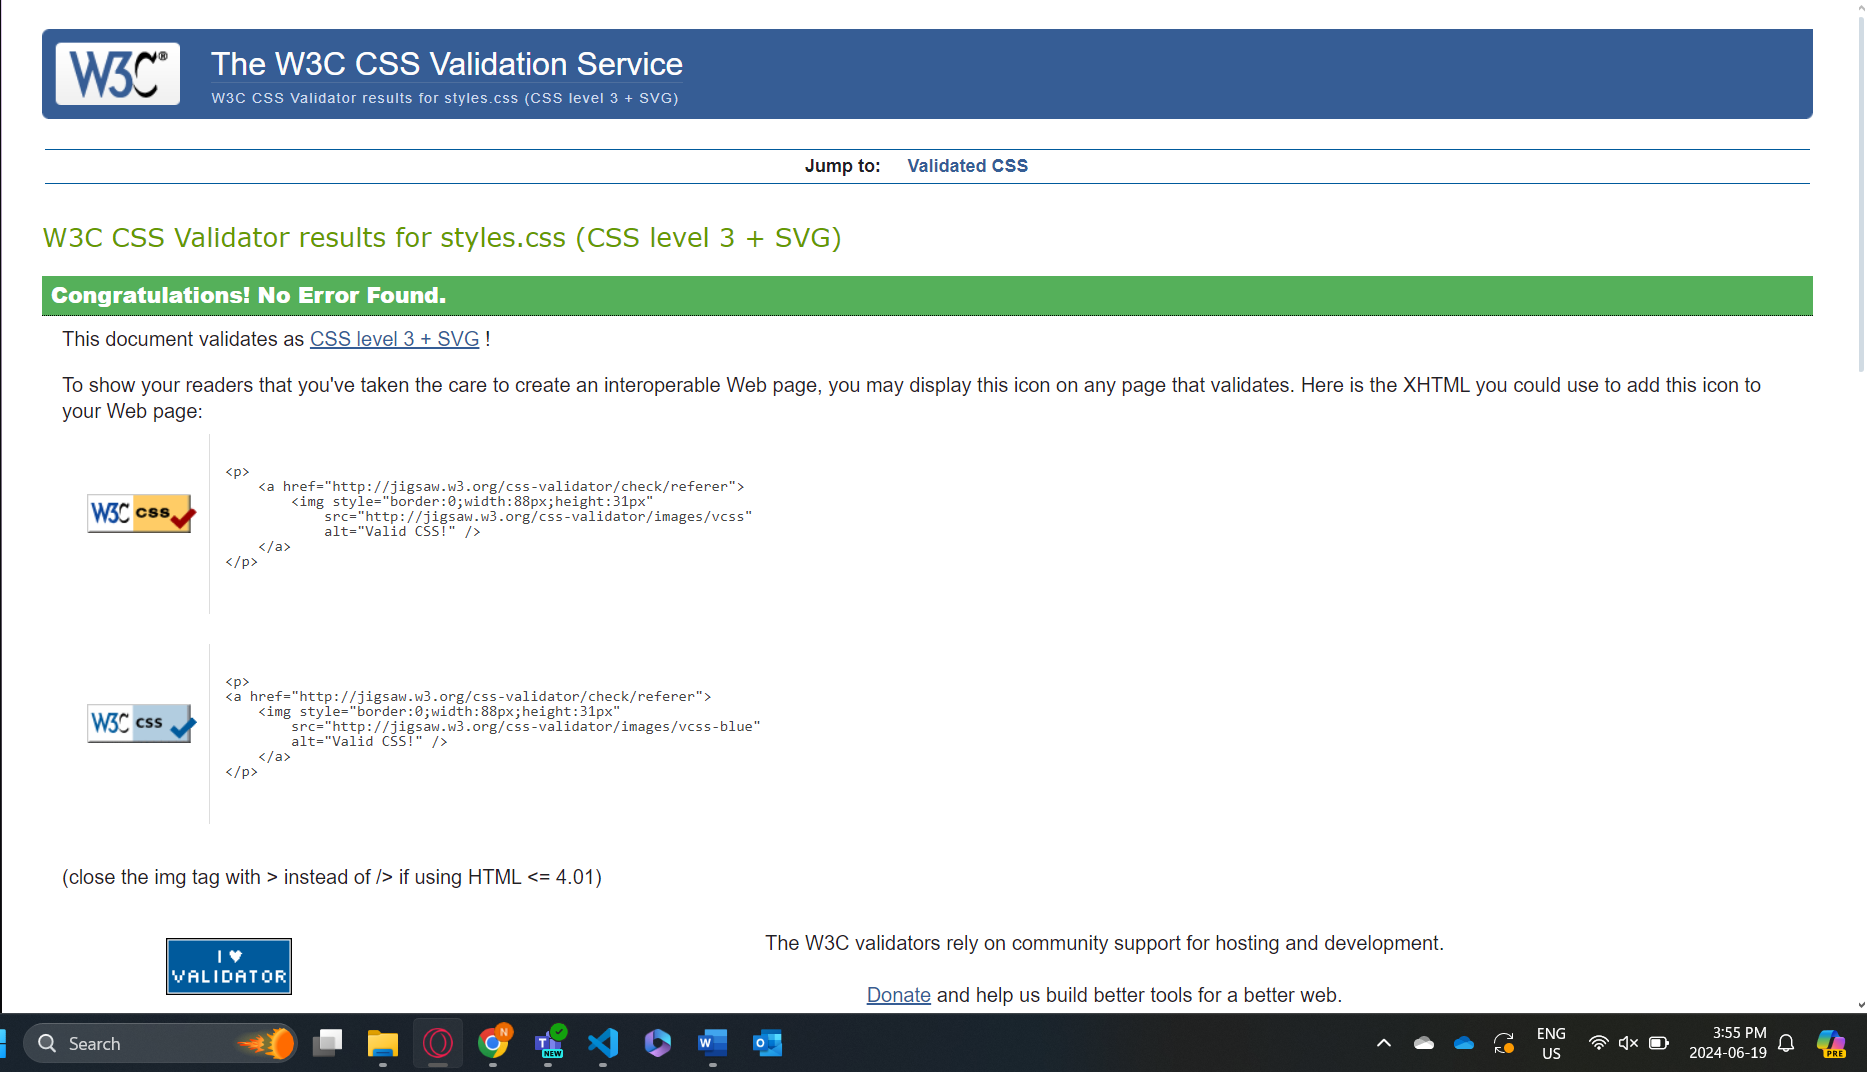 W3C®
The W3C CSS Validation Service
W3C CSS Validator results for styles.css (CSS level 3 + SVG)
Jump to: Validated CSS
W3C CSS Validator results for styles.css (CSS level 3 + SVG)
Congratulations! No Error Found.
This document validates as CSS level 3 + SVG !
To show your readers that you've taken the care to create an interoperable Web page, you may display this icon on any page that validates. Here is the XHTML you could use to add this icon to
your Web page:
W3C css
<p>
    <a href="http://jigsaw.w3.org/css-validator/check/referer">
        <img style="border:0;width:88px;height:31px"
            src="http://jigsaw.w3.org/css-validator/images/vcss"
            alt="Valid CSS!" />
    </a>
</p>
W3C css
<p>
<a href="http://jigsaw.w3.org/css-validator/check/referer">
    <img style="border:0;width:88px;height:31px"
        src="http://jigsaw.w3.org/css-validator/images/vcss-blue"
        alt="Valid CSS!" />
    </a>
</p>
(close the img tag with > instead of /> if using HTML <= 4.01)
I ♥
VALIDATOR
The W3C validators rely on community support for hosting and development.
Donate and help us build better tools for a better web.
Search
N
T
NEW
W
O
ENG
US
3:55 PM
2024-06-19
PRE